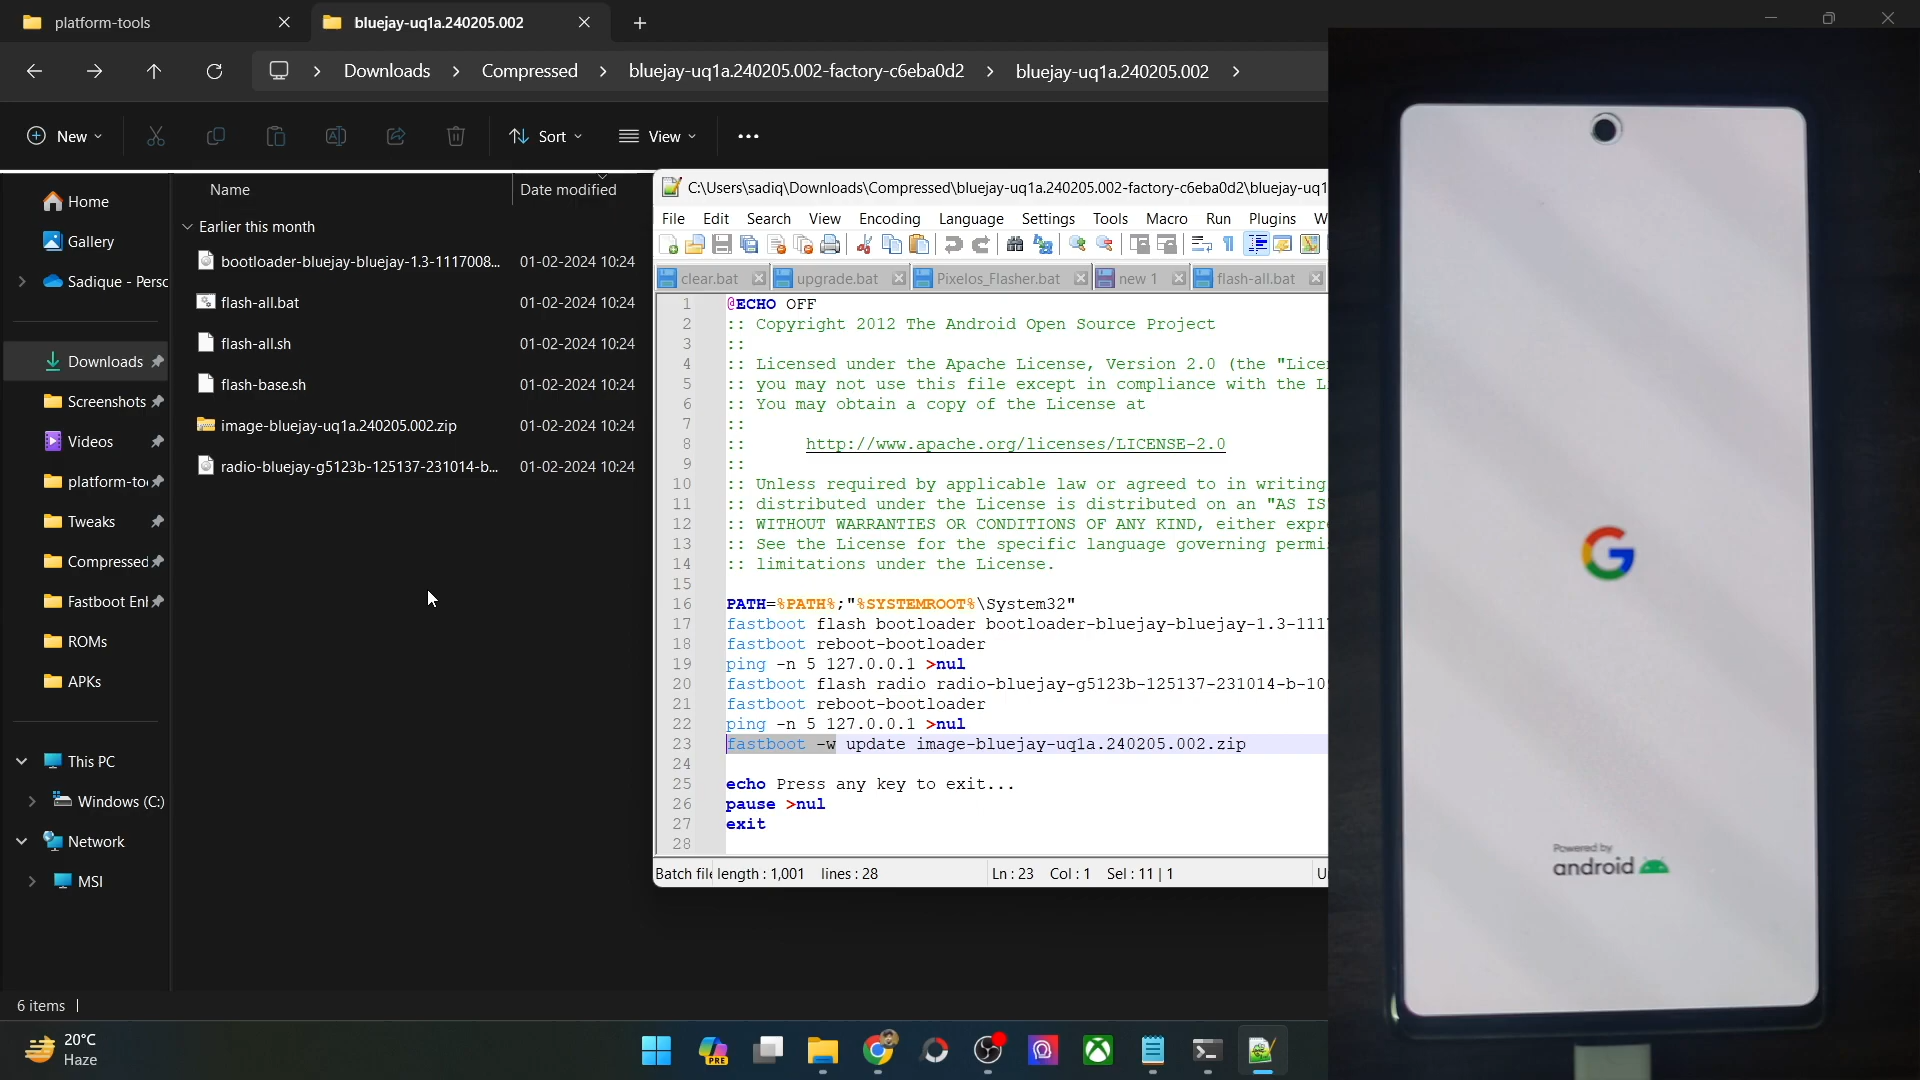 platform-tools
bluejay-uq1a.240205.002
Downloads
Compressed
bluejay-uq1a.240205.002-factory-c6eba0d2
bluejay-uq1a.240205.002
New
Sort
View
Name
Date modified
Home
Gallery
Sadique - Persc
Downloads
Screenshots
Videos
platform-too
Tweaks
Compressed
Fastboot Enl
ROMs
APKs
This PC
Windows (C:)
Network
MSI
Earlier this month
bootloader-bluejay-bluejay-1.3-1117008... 01-02-2024 10:24
flash-all.bat 01-02-2024 10:24
flash-all.sh 01-02-2024 10:24
flash-base.sh 01-02-2024 10:24
image-bluejay-uq1a.240205.002.zip 01-02-2024 10:24
radio-bluejay-g5123b-125137-231014-b... 01-02-2024 10:24
C:\Users\sadiq\Downloads\Compressed\bluejay-uq1a.240205.002-factory-c6eba0d2\bluejay-uq1
File Edit Search View Encoding Language Settings Tools Macro Run Plugins W
clear.bat upgrade.bat Pixelos_Flasher.bat new 1 flash-all.bat
1 @ECHO OFF
2 :: Copyright 2012 The Android Open Source Project
3 ::
4 :: Licensed under the Apache License, Version 2.0 (the "Licen
5 :: you may not use this file except in compliance with the L
6 :: You may obtain a copy of the License at
7 ::
8 :: http://www.apache.org/licenses/LICENSE-2.0
9 ::
10 :: Unless required by applicable law or agreed to in writing
11 :: distributed under the License is distributed on an "AS IS
12 :: WITHOUT WARRANTIES OR CONDITIONS OF ANY KIND, either expr
13 :: See the License for the specific language governing permi
14 :: limitations under the License.
15
16 PATH=%PATH%;"%SYSTEMROOT%\System32"
17 fastboot flash bootloader bootloader-bluejay-bluejay-1.3-111
18 fastboot reboot-bootloader
19 ping -n 5 127.0.0.1 >nul
20 fastboot flash radio radio-bluejay-g5123b-125137-231014-b-10
21 fastboot reboot-bootloader
22 ping -n 5 127.0.0.1 >nul
23 fastboot -w update image-bluejay-uq1a.240205.002.zip
24
25 echo Press any key to exit...
26 pause >nul
27 exit
28
Batch file length : 1,001 lines : 28 Ln : 23 Col : 1 Sel : 11 | 1 U
6 items
20°C
Haze
PRE
Powered by
android